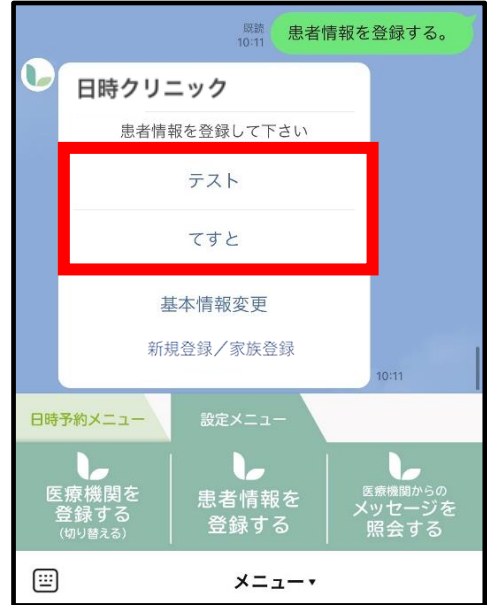 既読
10:11
患者情報を登録する。
日時クリニック
患者情報を登録して下さい
テスト
てすと
基本情報変更
新規登録／家族登録
10:11
日時予約メニュー
設定メニュー
医療機関を
登録する
(切り替える)
患者情報を
登録する
医療機関からの
メッセージを
照会する
メニュー▾